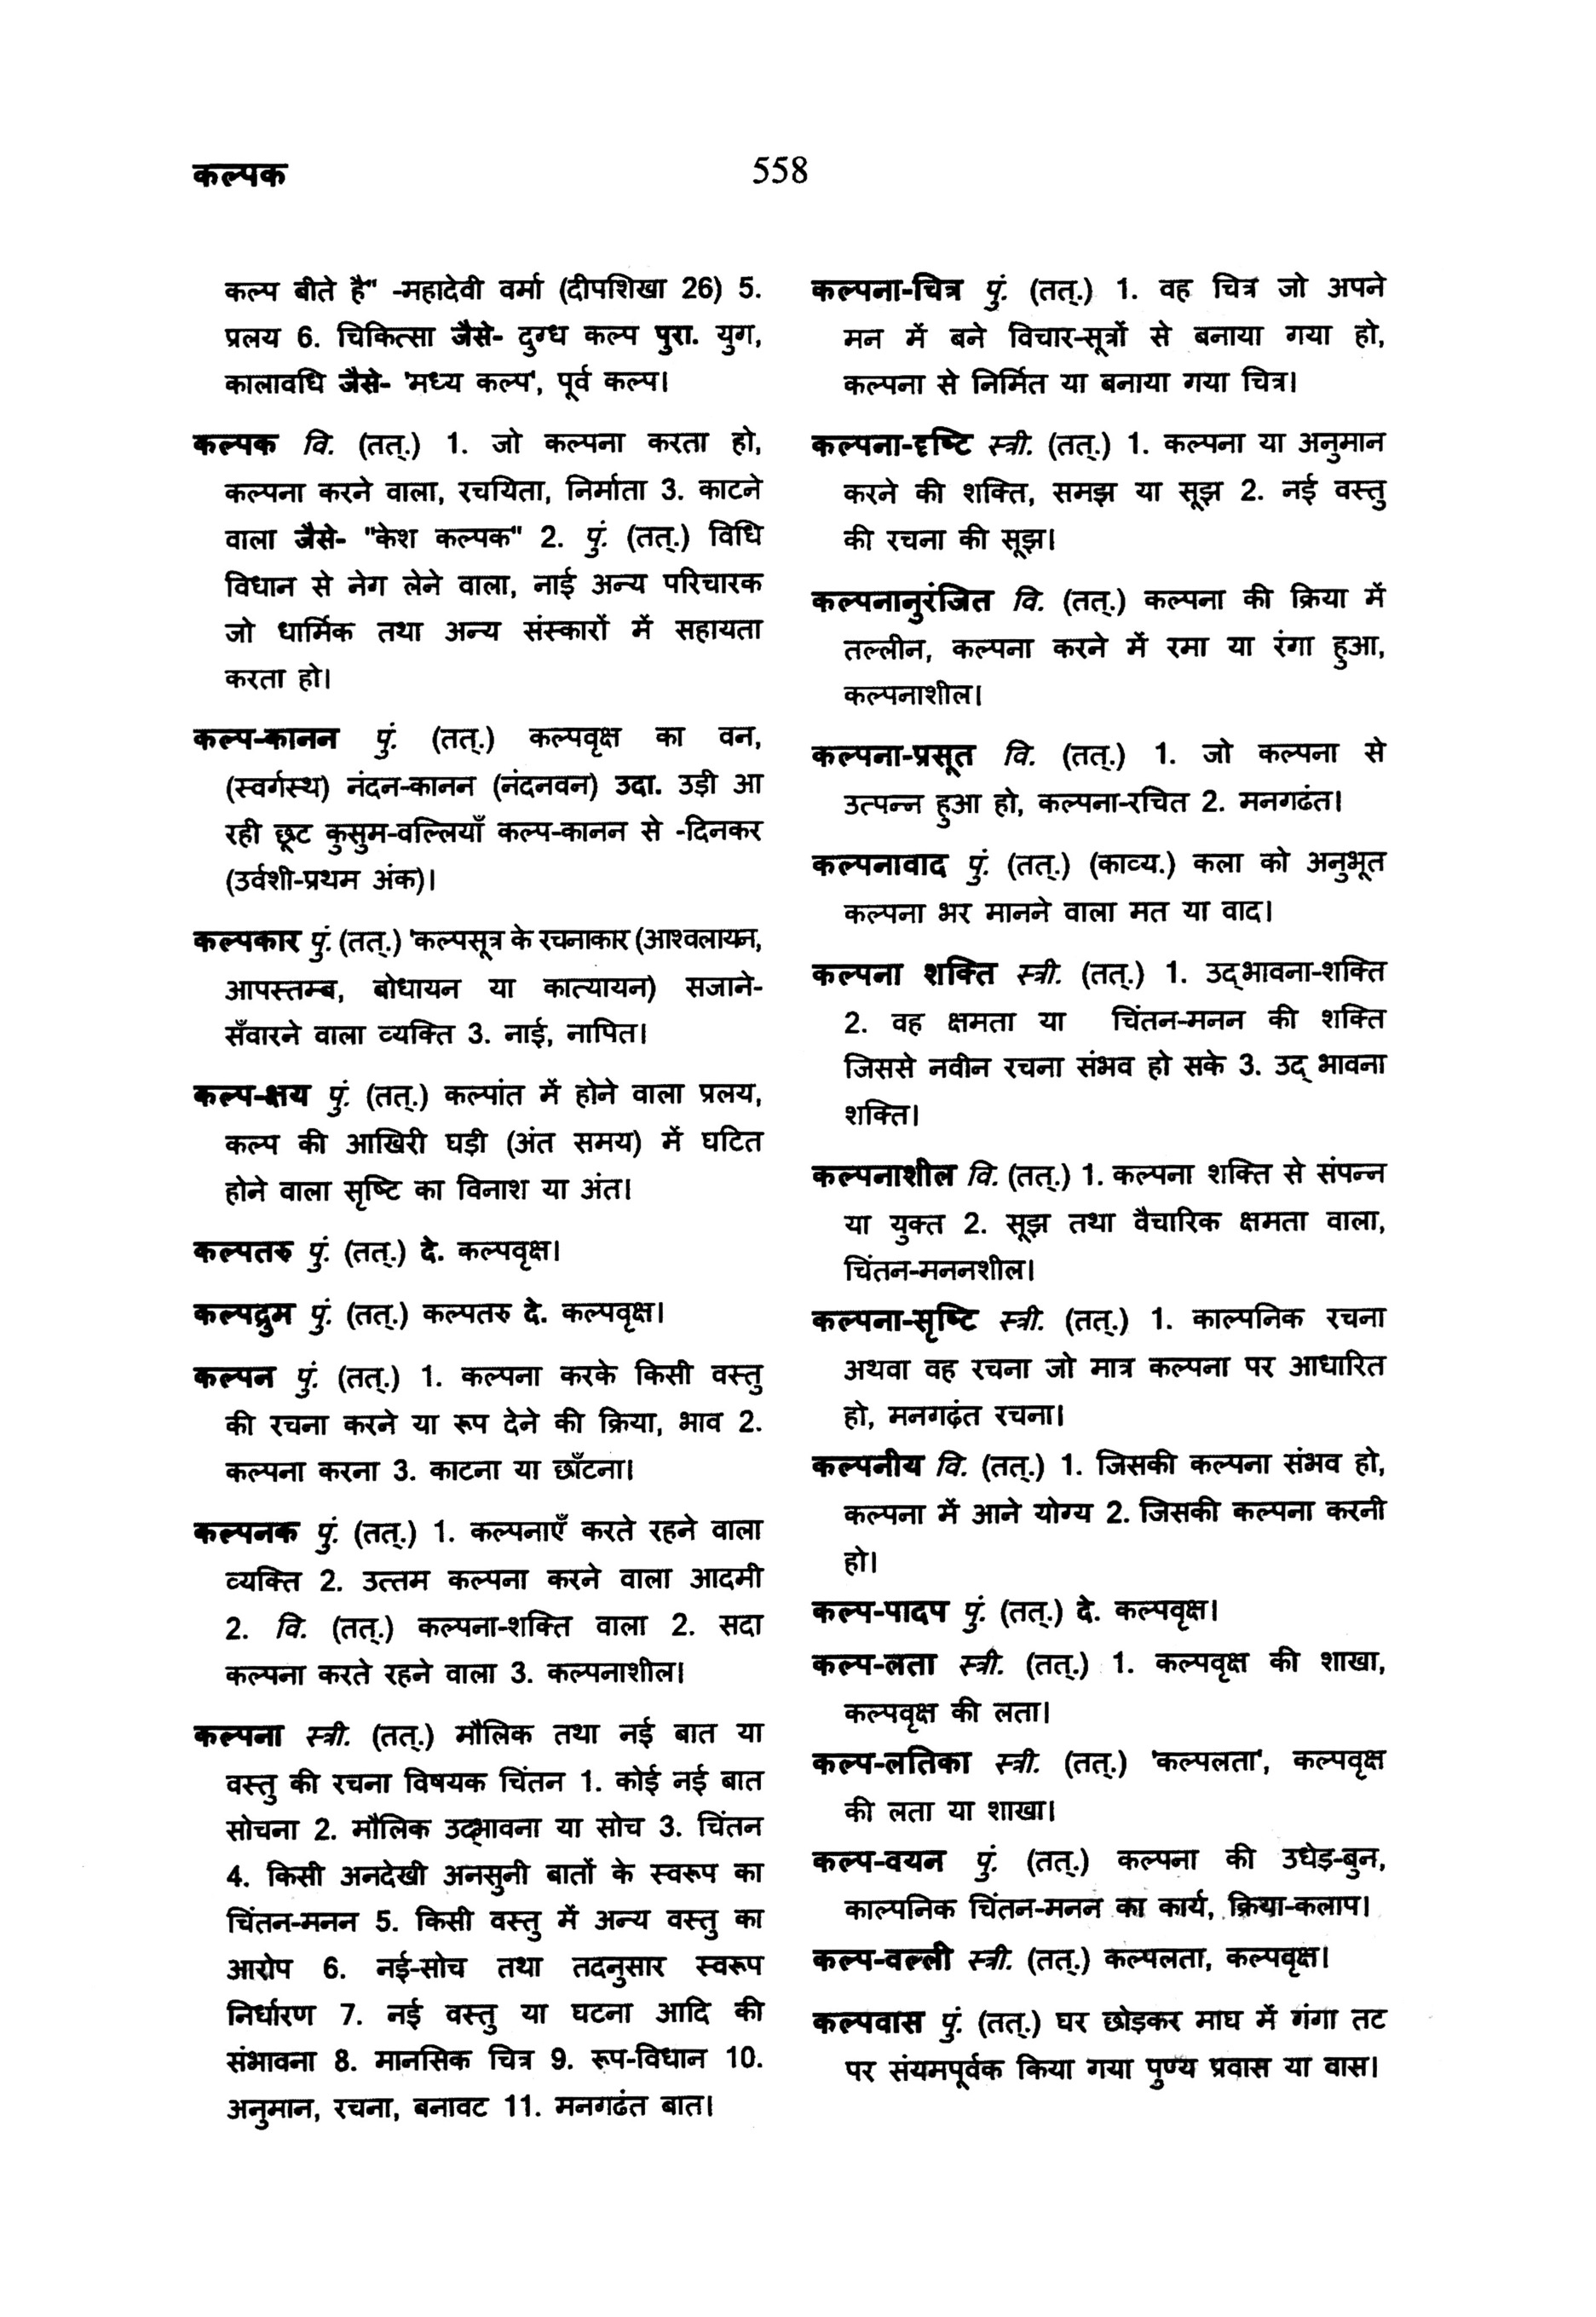 कल्पक
558
कल्प बीते है" -महादेवी वर्मा (दीपशिखा 26) 5.
प्रलय 6. चिकित्सा जैसे- दुग्ध कल्प पुरा. युग,
कालावधि जैसे- 'मध्य कल्प', पूर्व कल्प।
कल्पक वि. (तत्.) 1. जो कल्पना करता हो,
कल्पना करने वाला, रचयिता, निर्माता 3. काटने
वाला जैसे- "केश कल्पक" 2. पुं. (तत्.) विधि
विधान से नेग लेने वाला, नाई अन्य परिचारक
जो धार्मिक तथा अन्य संस्कारों में सहायता
करता हो।
कल्प-कानन पुं. (तत्.) कल्पवृक्ष का वन,
(स्वर्गस्थ) नंदन-कानन (नंदनवन) उदा. उड़ी आ
रही छूट कुसुम-वल्लियाँ कल्प-कानन से -दिनकर
(उर्वशी-प्रथम अंक)।
कल्पकार पुं. (तत्.) 'कल्पसूत्र के रचनाकार (आश्वलायन,
आपस्तम्ब, बोधायन या कात्यायन) सजाने-
सँवारने वाला व्यक्ति 3. नाई, नापित।
कल्प-क्षय पुं. (तत्.) कल्पांत में होने वाला प्रलय,
कल्प की आखिरी घड़ी (अंत समय) में घटित
होने वाला सृष्टि का विनाश या अंत।
कल्पतरु पुं. (तत्.) दे. कल्पवृक्ष।
कल्पद्रुम पुं. (तत्.) कल्पतरु दे. कल्पवृक्ष।
कल्पन पुं. (तत्.) 1. कल्पना करके किसी वस्तु
की रचना करने या रूप देने की क्रिया, भाव 2.
कल्पना करना 3. काटना या छाँटना।
कल्पनक पुं. (तत्.) 1. कल्पनाएँ करते रहने वाला
व्यक्ति 2. उत्तम कल्पना करने वाला आदमी
2. वि. (तत्.) कल्पना-शक्ति वाला 2. सदा
कल्पना करते रहने वाला 3. कल्पनाशील।
कल्पना स्त्री. (तत्.) मौलिक तथा नई बात या
वस्तु की रचना विषयक चिंतन 1. कोई नई बात
सोचना 2. मौलिक उद्भावना या सोच 3. चिंतन
4. किसी अनदेखी अनसुनी बातों के स्वरूप का
चिंतन-मनन 5. किसी वस्तु में अन्य वस्तु का
आरोप 6. नई-सोच तथा तदनुसार स्वरूप
निर्धारण 7. नई वस्तु या घटना आदि की
संभावना 8. मानसिक चित्र 9. रूप-विधान 10.
अनुमान, रचना, बनावट 11. मनगढंत बात।
कल्पना-चित्र पुं. (तत्.) 1. वह चित्र जो अपने
मन में बने विचार-सूत्रों से बनाया गया हो,
कल्पना से निर्मित या बनाया गया चित्र।
कल्पना-दृष्टि स्त्री. (तत्.) 1. कल्पना या अनुमान
करने की शक्ति, समझ या सूझ 2. नई वस्तु
की रचना की सूझ।
कल्पनानुरंजित वि. (तत्.) कल्पना की क्रिया में
तल्लीन, कल्पना करने में रमा या रंगा हुआ,
कल्पनाशील।
कल्पना-प्रसूत वि. (तत्.) 1. जो कल्पना से
उत्पन्न हुआ हो, कल्पना-रचित 2. मनगढंत।
कल्पनावाद पुं. (तत्.) (काव्य.) कला को अनुभूत
कल्पना भर मानने वाला मत या वाद।
कल्पना शक्ति स्त्री. (तत्.) 1. उद्भावना-शक्ति
2. वह क्षमता या चिंतन-मनन की शक्ति
जिससे नवीन रचना संभव हो सके 3. उद् भावना
शक्ति।
कल्पनाशील वि. (तत्.) 1. कल्पना शक्ति से संपन्न
या युक्त 2. सूझ तथा वैचारिक क्षमता वाला,
चिंतन-मननशील।
कल्पना-सृष्टि स्त्री. (तत्.) 1. काल्पनिक रचना
अथवा वह रचना जो मात्र कल्पना पर आधारित
हो, मनगढ़ंत रचना।
कल्पनीय वि. (तत्.) 1. जिसकी कल्पना संभव हो,
कल्पना में आने योग्य 2. जिसकी कल्पना करनी
हो।
कल्प-पादप पुं. (तत्.) दे. कल्पवृक्ष।
कल्प-लता स्त्री. (तत्.) 1. कल्पवृक्ष की शाखा,
कल्पवृक्ष की लता।
कल्प-लतिका स्त्री. (तत्.) 'कल्पलता', कल्पवृक्ष
की लता या शाखा।
कल्प-वयन पुं. (तत्.) कल्पना की उधेड़-बुन,
काल्पनिक चिंतन-मनन का कार्य, क्रिया-कलाप।
कल्प-वल्ली स्त्री. (तत्.) कल्पलता, कल्पवृक्ष।
कल्पवास पुं. (तत्.) घर छोड़कर माघ में गंगा तट
पर संयमपूर्वक किया गया पुण्य प्रवास या वास।